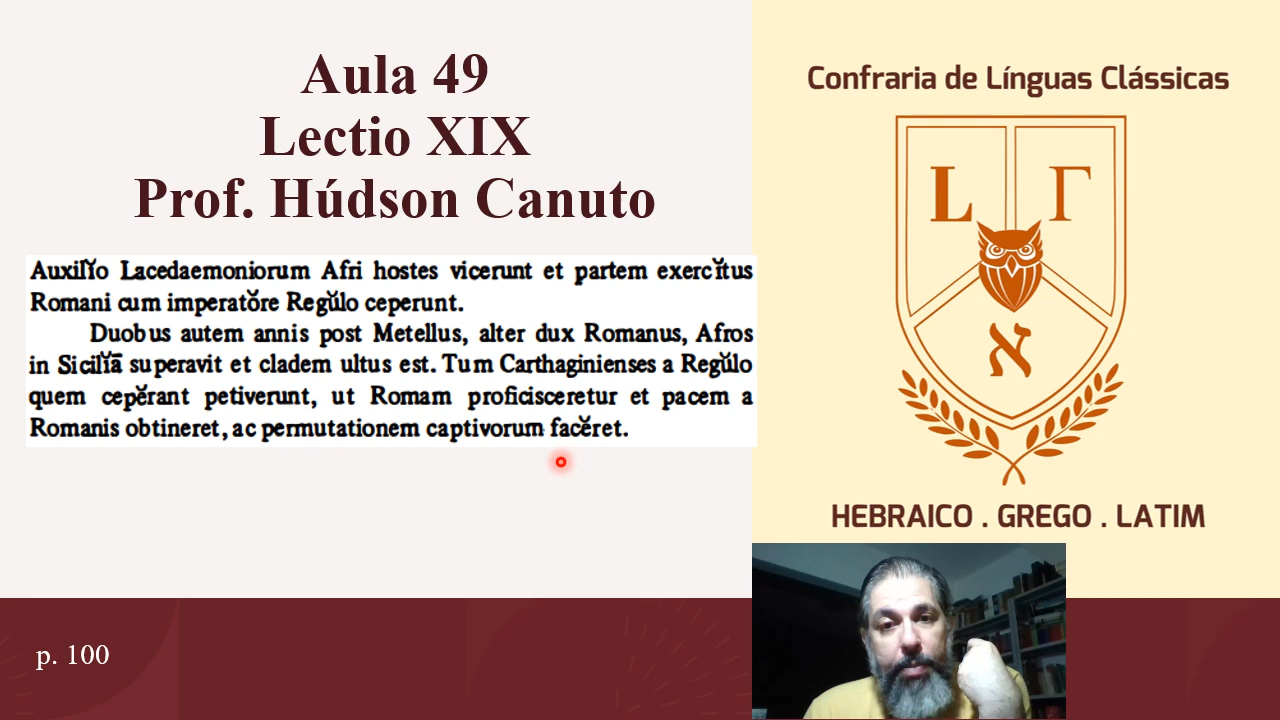 Aula 49
Lectio XIX
Prof. Húdson Canuto
Auxilĭo Lacedaemoniorum Afri hostes vicerunt et partem exercĭtus
Romani cum imperatŏre Regŭlo ceperunt.
Duobus autem annis post Metellus, alter dux Romanus, Afros
in Sicilĭā superavit et cladem ultus est. Tum Carthaginienses a Regŭlo
quem cepĕrant petiverunt, ut Romam proficisceretur et pacem a
Romanis obtineret, ac permutationem captivorum facĕret.
p. 100
Confraria de Línguas Clássicas
L Γ
א
HEBRAICO . GREGO . LATIM